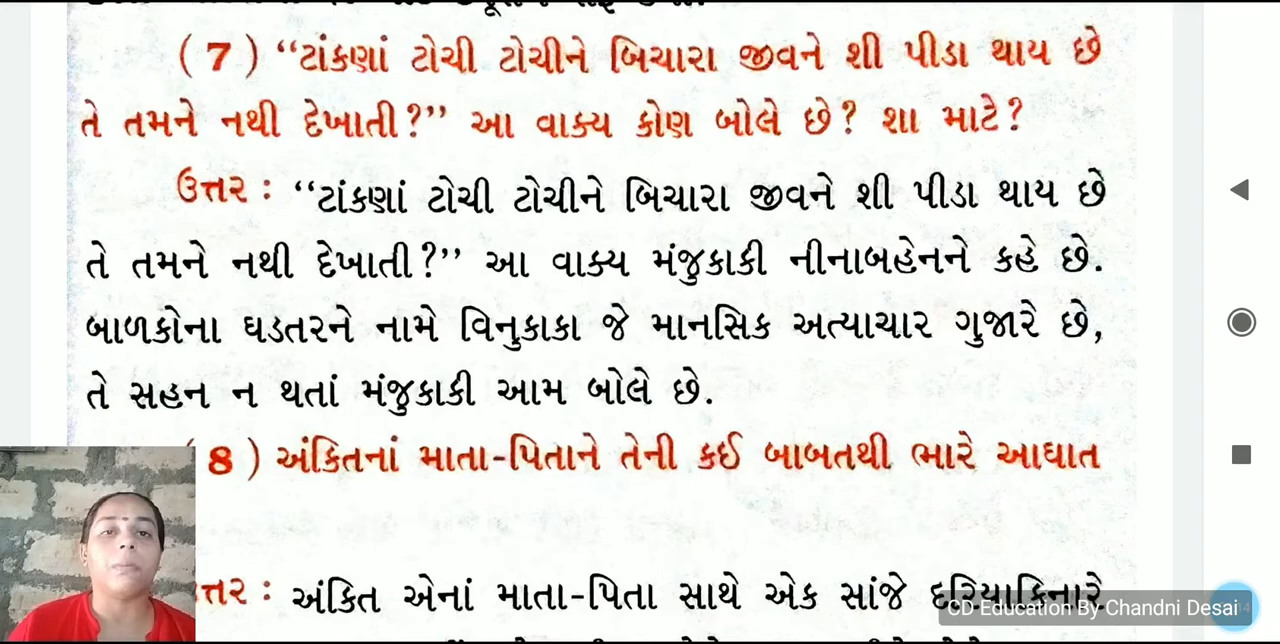 ( 7 ) “ટાંકણાં ટોચી ટોચીને બિચારા જીવને શી પીડા થાય છે
તે તમને નથી દેખાતી?” આ વાક્ય કોણ બોલે છે? શા માટે?
ઉત્તર : “ટાંકણાં ટોચી ટોચીને બિચારા જીવને શી પીડા થાય છે
તે તમને નથી દેખાતી?” આ વાક્ય મંજુકાકી નીનાબહેનને કહે છે.
બાળકોના ઘડતરને નામે વિનુકાકા જે માનસિક અત્યાચાર ગુજારે છે,
તે સહન ન થતાં મંજુકાકી આમ બોલે છે.
8 ) અંકિતનાં માતા-પિતાને તેની કઈ બાબતથી ભારે આઘાત
ત્તર : અંકિત એનાં માતા-પિતા સાથે એક સાંજે દરિયાકિનારે
CD Education By Chandni Desai